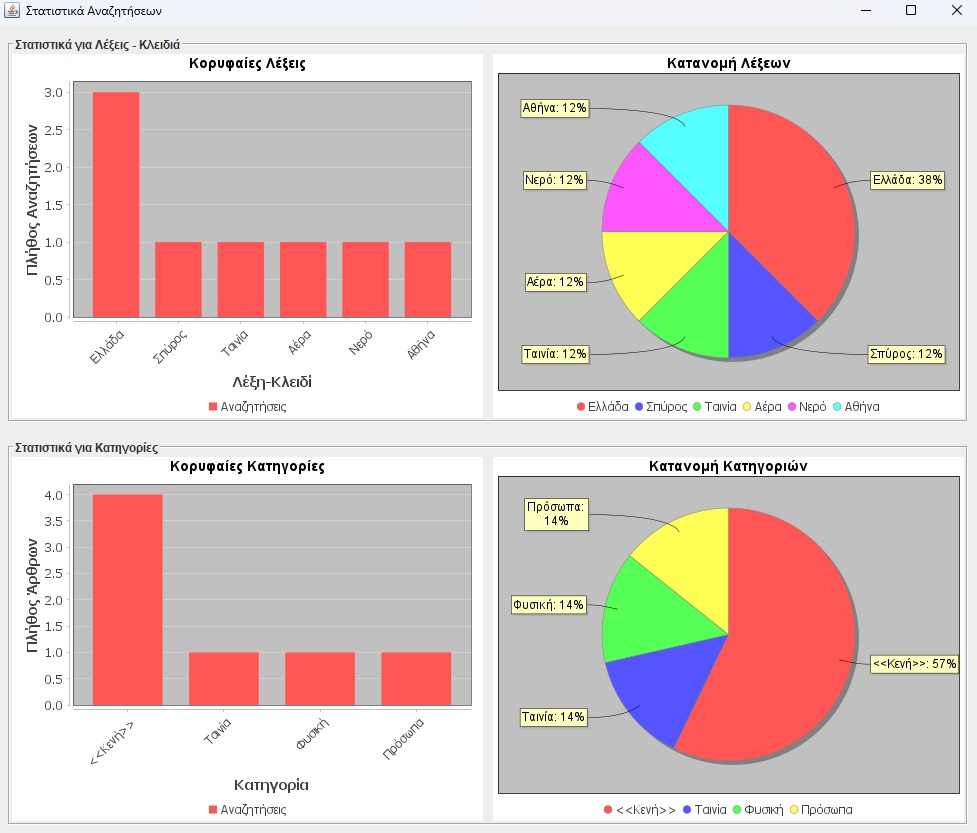 Στατιστικά Αναζητήσεων
Στατιστικά για Λέξεις - Κλειδιά
Κορυφαίες Λέξεις
Πλήθος Αναζητήσεων
3.0
2.5
2.0
1.5
1.0
0.5
0.0
Ελλάδα
Σπύρος
Ταινία
Αέρα
Νερό
Αθήνα
Λέξη-Κλειδί
Αναζητήσεις
Κατανομή Λέξεων
Αθήνα: 12%
Νερό: 12%
Ελλάδα: 38%
Αέρα: 12%
Ταινία: 12%
Σπύρος: 12%
Ελλάδα Σπύρος Ταινία Αέρα Νερό Αθήνα
Στατιστικά για Κατηγορίες
Κορυφαίες Κατηγορίες
Πλήθος Άρθρων
4.0
3.5
3.0
2.5
2.0
1.5
1.0
0.5
0.0
<<Κενή>>
Ταινία
Φυσική
Πρόσωπα
Κατηγορία
Αναζητήσεις
Κατανομή Κατηγοριών
Πρόσωπα:
14%
Φυσική: 14%
<<Κενή>>: 57%
Ταινία: 14%
<<Κενή>> Ταινία Φυσική Πρόσωπα